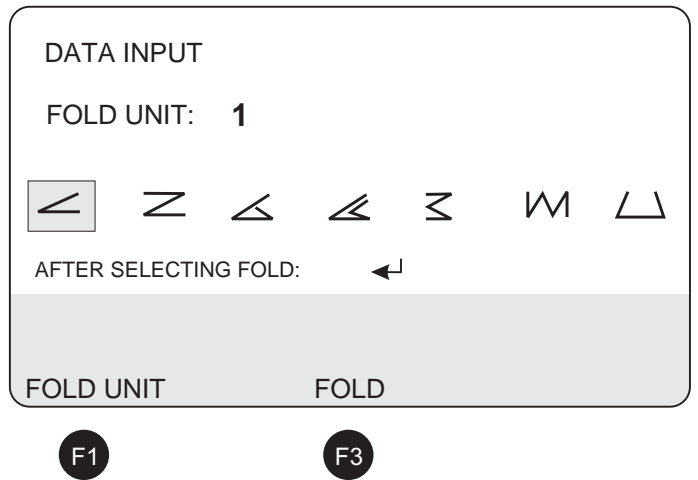 DATA INPUT
FOLD UNIT: 1
AFTER SELECTING FOLD:
FOLD UNIT FOLD
F1 F3